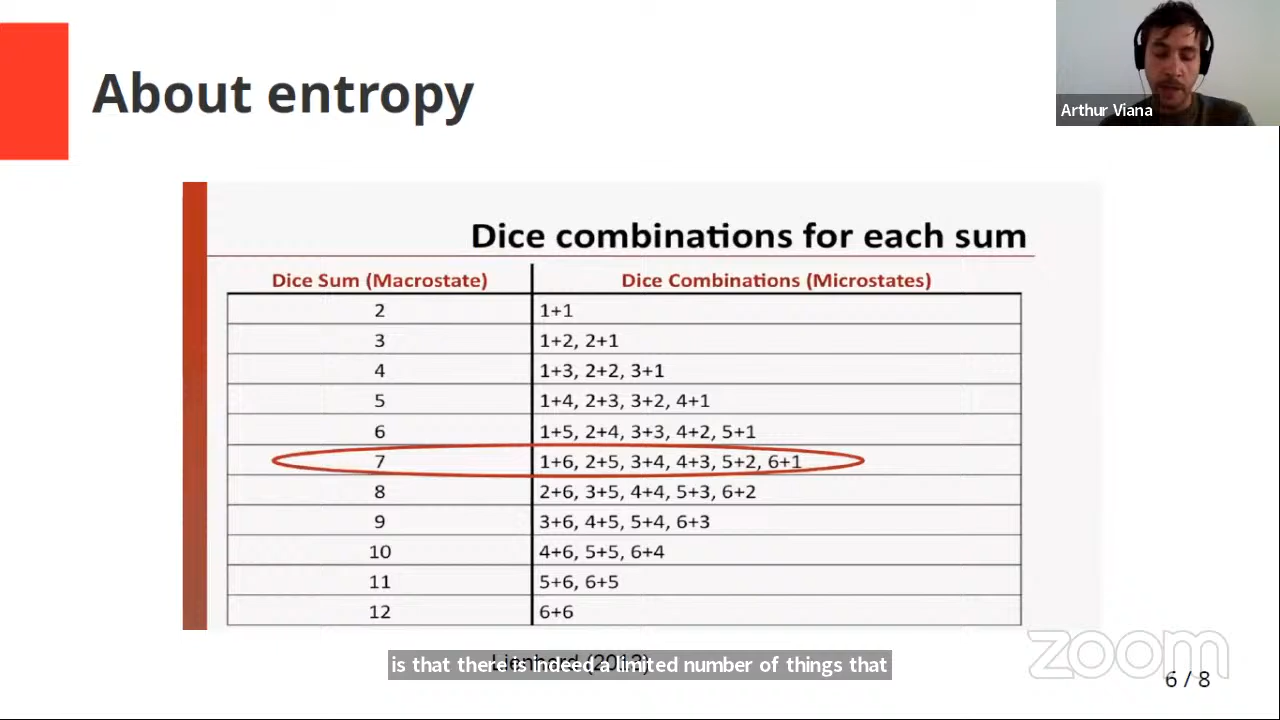 About entropy
Arthur Viana
Dice combinations for each sum
Dice Sum (Macrostate) Dice Combinations (Microstates)
2 1+1
3 1+2, 2+1
4 1+3, 2+2, 3+1
5 1+4, 2+3, 3+2, 4+1
6 1+5, 2+4, 3+3, 4+2, 5+1
7 1+6, 2+5, 3+4, 4+3, 5+2, 6+1
8 2+6, 3+5, 4+4, 5+3, 6+2
9 3+6, 4+5, 5+4, 6+3
10 4+6, 5+5, 6+4
11 5+6, 6+5
12 6+6
is that there is indeed a limited number of things that
zoom
6 / 8